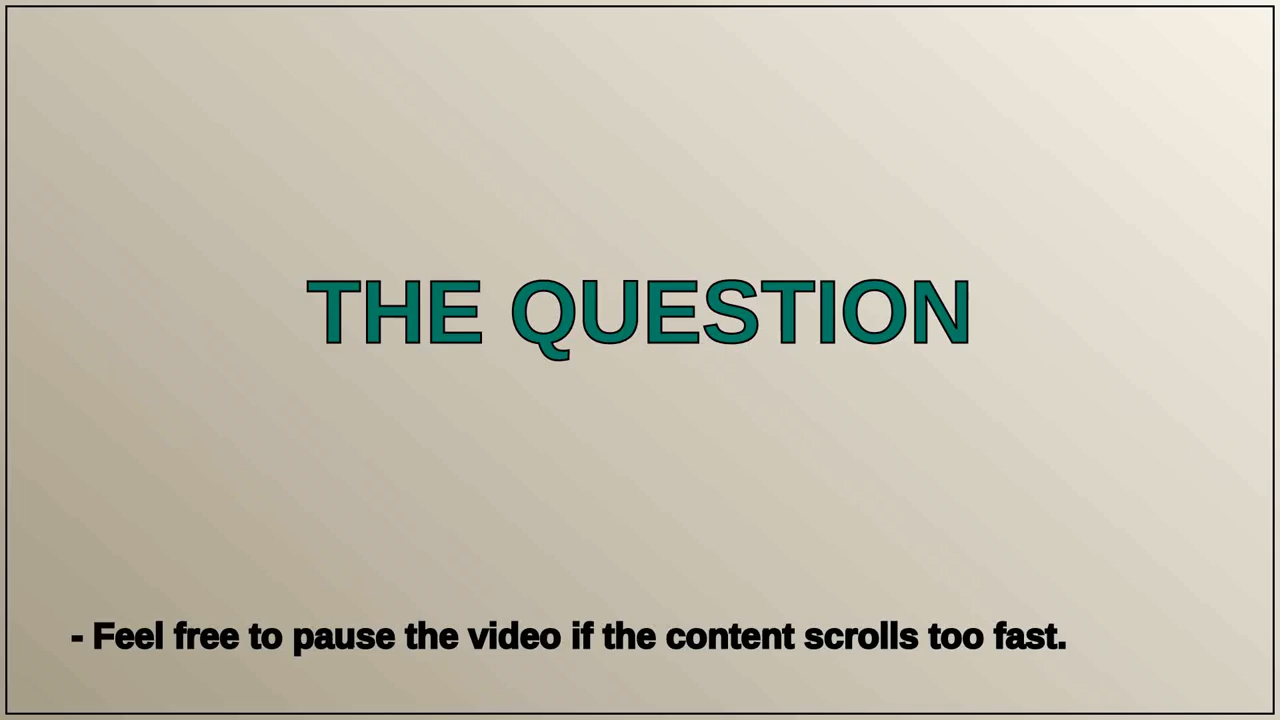 THE QUESTION
- Feel free to pause the video if the content scrolls too fast.